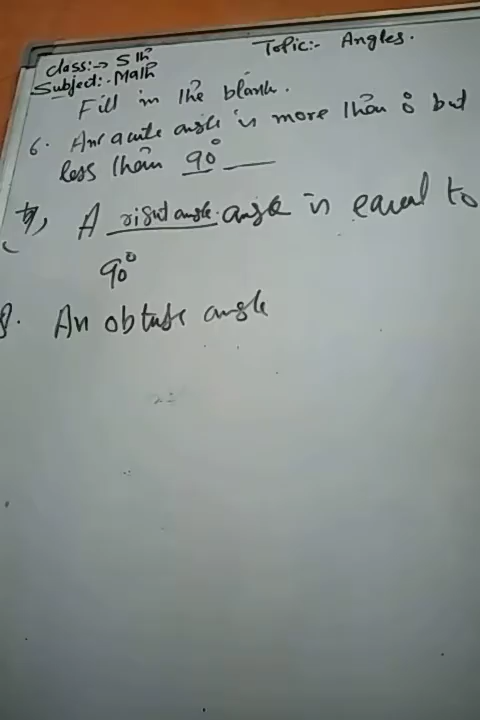 Class:-> 5th
Topic:- Angles.
Subject:- Math
Fill in the blank.
6. An acute angle is more than 0° but
less than 90°
7, A right angle. angle is equal to
90°
8. An obtuse angle